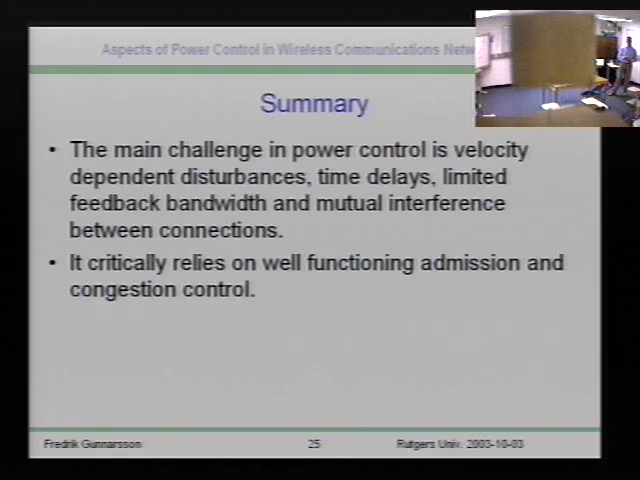 Aspects of Power Control in Wireless Communications Netw
Summary
• The main challenge in power control is velocity
dependent disturbances, time delays, limited
feedback bandwidth and mutual interference
between connections.
• It critically relies on well functioning admission and
congestion control.
Fredrik Gunnarsson 25 Rutgers Univ. 2003-10-03